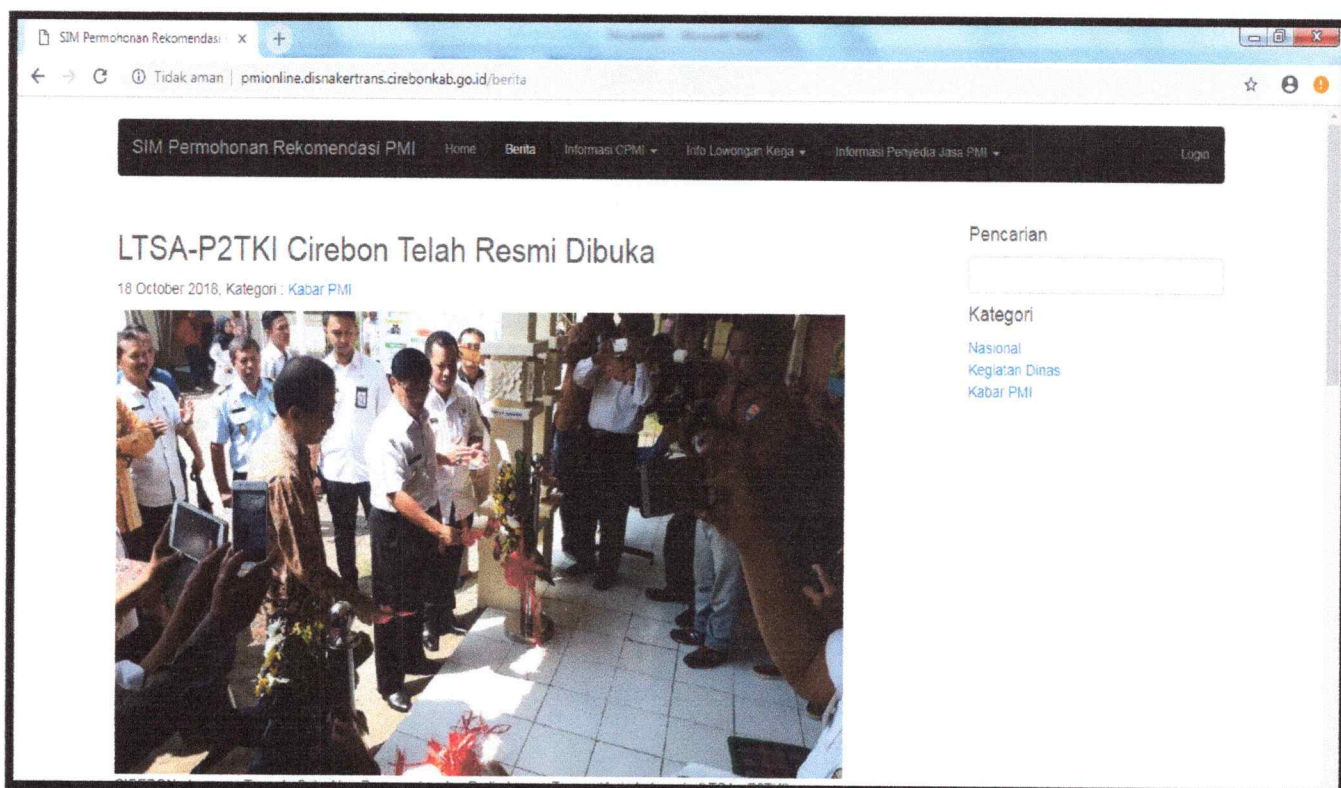 SIM Permohonan Rekomendasi
Tidak aman | pmionline.disnakertrans.cirebonkab.go.id/berita
SIM Permohonan Rekomendasi PMI Home Berita Informasi CPMI Info Lowongan Kerja Informasi Penyedia Jasa PMI Login
LTSA-P2TKI Cirebon Telah Resmi Dibuka
18 October 2018, Kategori : Kabar PMI
Pencarian
Kategori
Nasional
Kegiatan Dinas
Kabar PMI